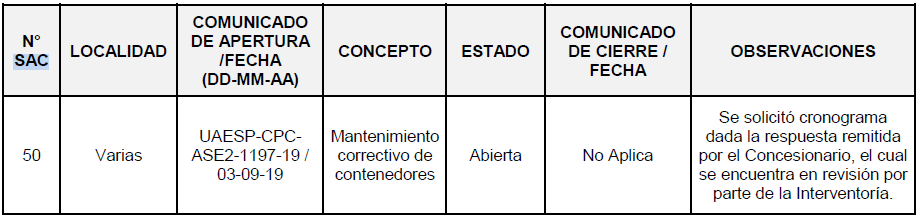 N°
SAC
LOCALIDAD
COMUNICADO
DE APERTURA
/FECHA
(DD-MM-AA)
CONCEPTO
ESTADO
COMUNICADO
DE CIERRE /
FECHA
OBSERVACIONES
50
Varias
UAESP-CPC-
ASE2-1197-19 /
03-09-19
Mantenimiento
correctivo de
contenedores
Abierta
No Aplica
Se solicitó cronograma
dada la respuesta remitida
por el Concesionario, el cual
se encuentra en revisión por
parte de la Interventoría.